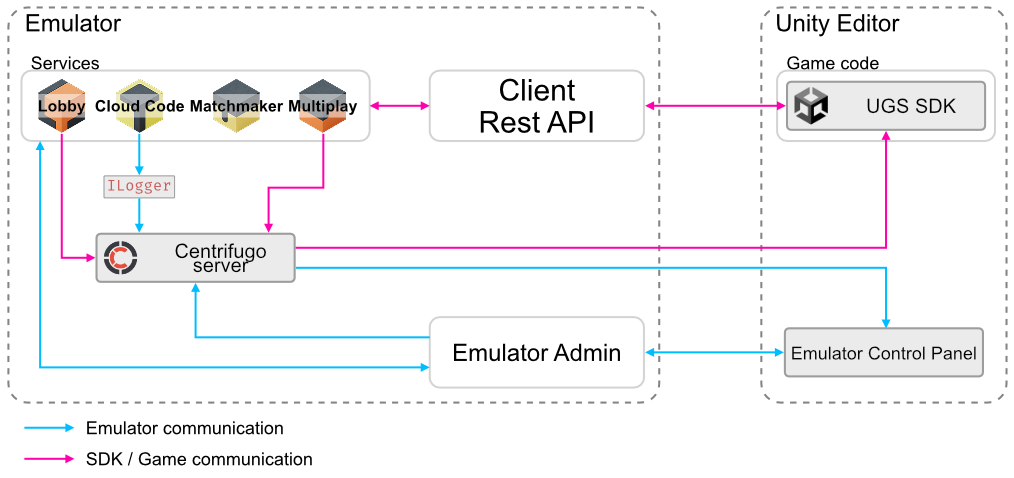 Emulator
Unity Editor
Services
Game code
Lobby
Cloud Code
Matchmaker
Multiplay
Client
Rest API
UGS SDK
ILogger
Centrifugo
server
Emulator Admin
Emulator Control Panel
Emulator communication
SDK / Game communication